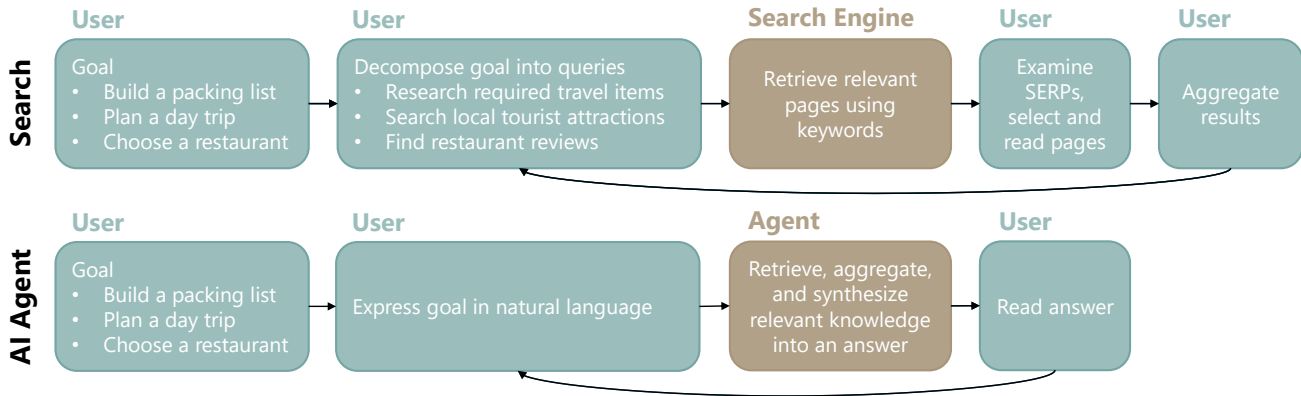 User
User
Search Engine
User
User
Search
Goal
• Build a packing list
• Plan a day trip
• Choose a restaurant
Decompose goal into queries
• Research required travel items
• Search local tourist attractions
• Find restaurant reviews
Retrieve relevant
pages using
keywords
Examine
SERPs,
select and
read pages
Aggregate
results
User
User
Agent
User
AI Agent
Goal
• Build a packing list
• Plan a day trip
• Choose a restaurant
Express goal in natural language
Retrieve, aggregate,
and synthesize
relevant knowledge
into an answer
Read answer